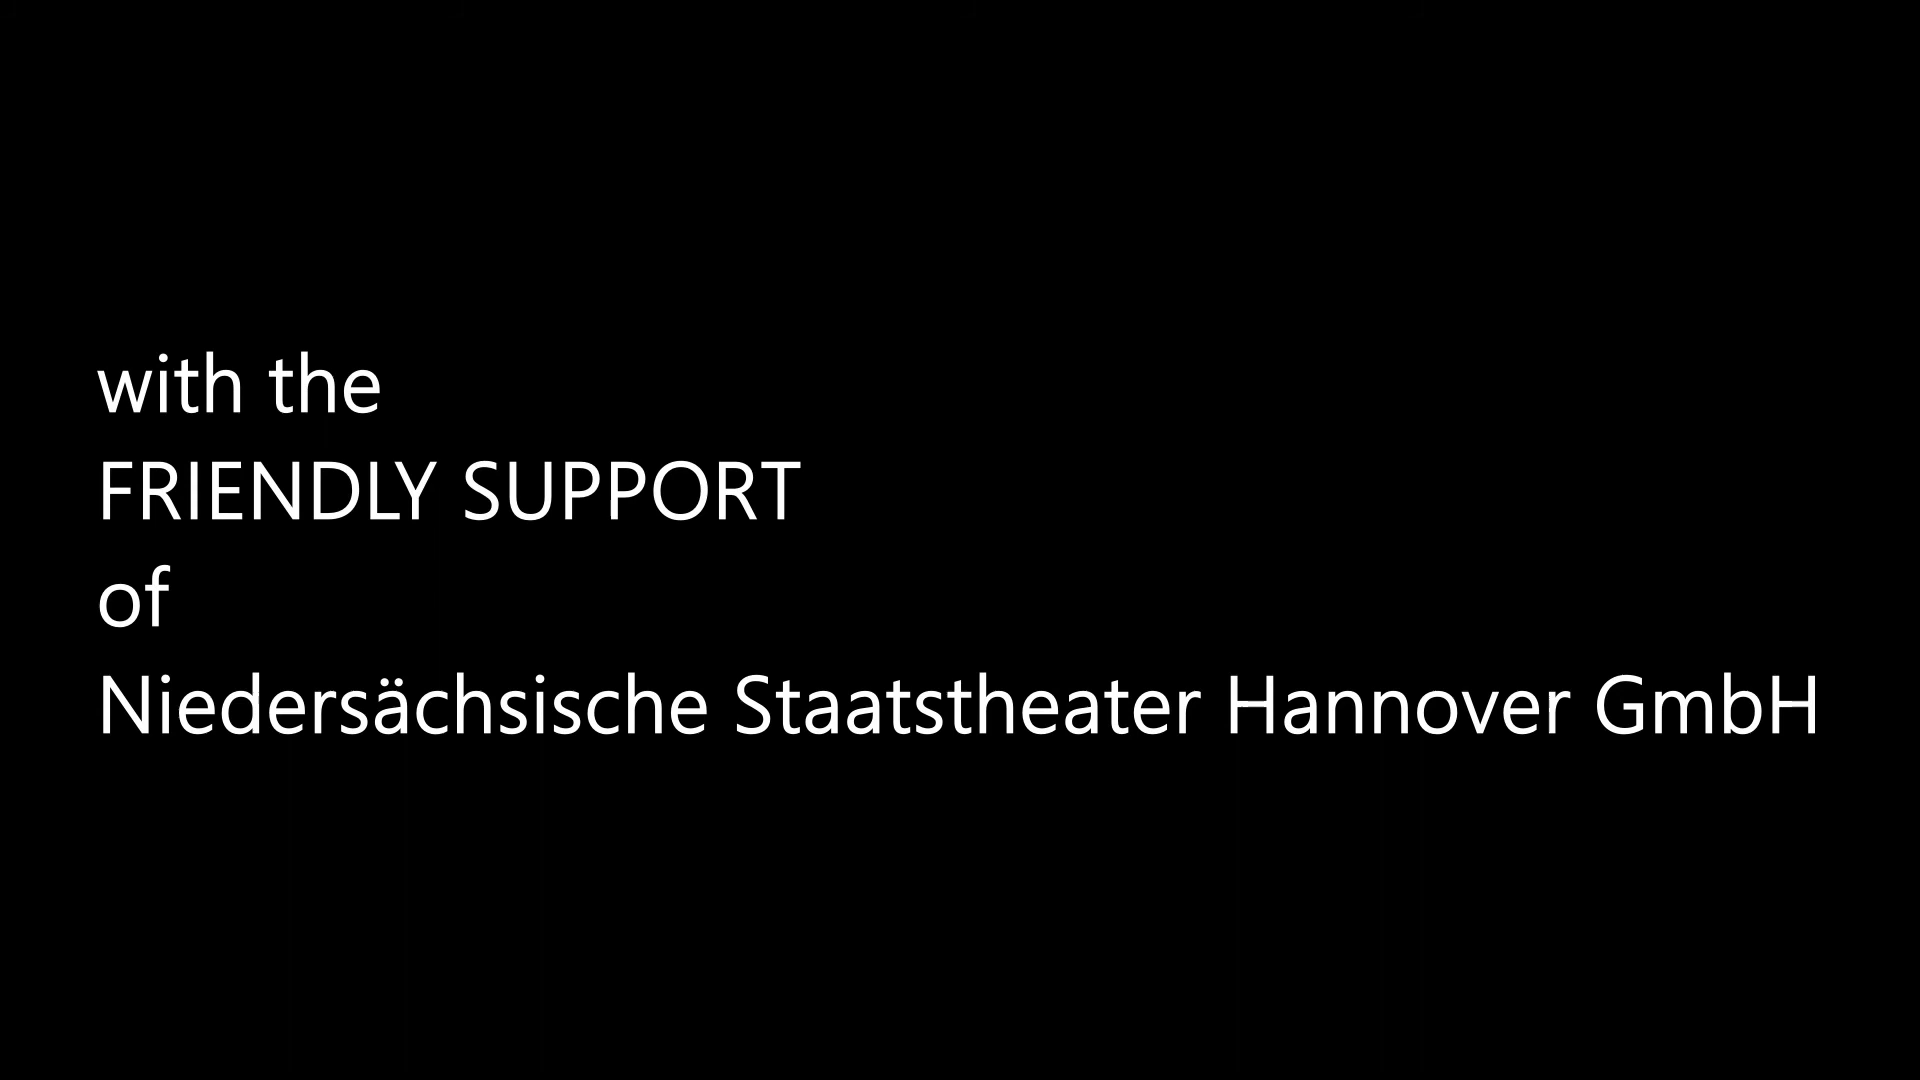 with the
FRIENDLY SUPPORT
of
Niedersächsische Staatstheater Hannover GmbH